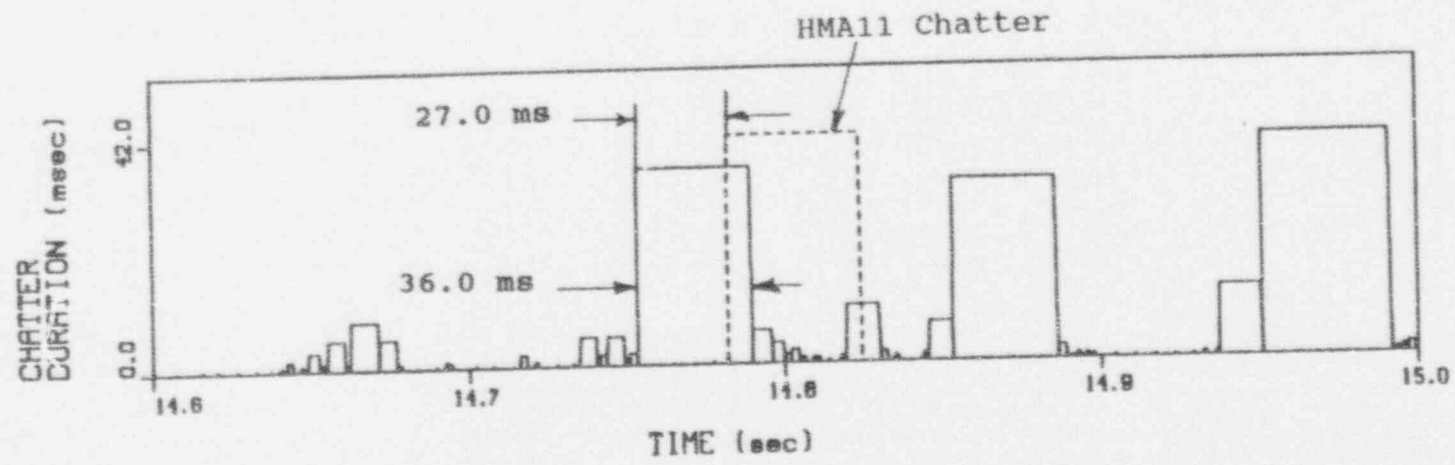 HMA11 Chatter
27.0 ms
36.0 ms
42.0
0.0
CHATTER
DURATION (msec)
14.6
14.7
14.8
14.9
15.0
TIME (sec)